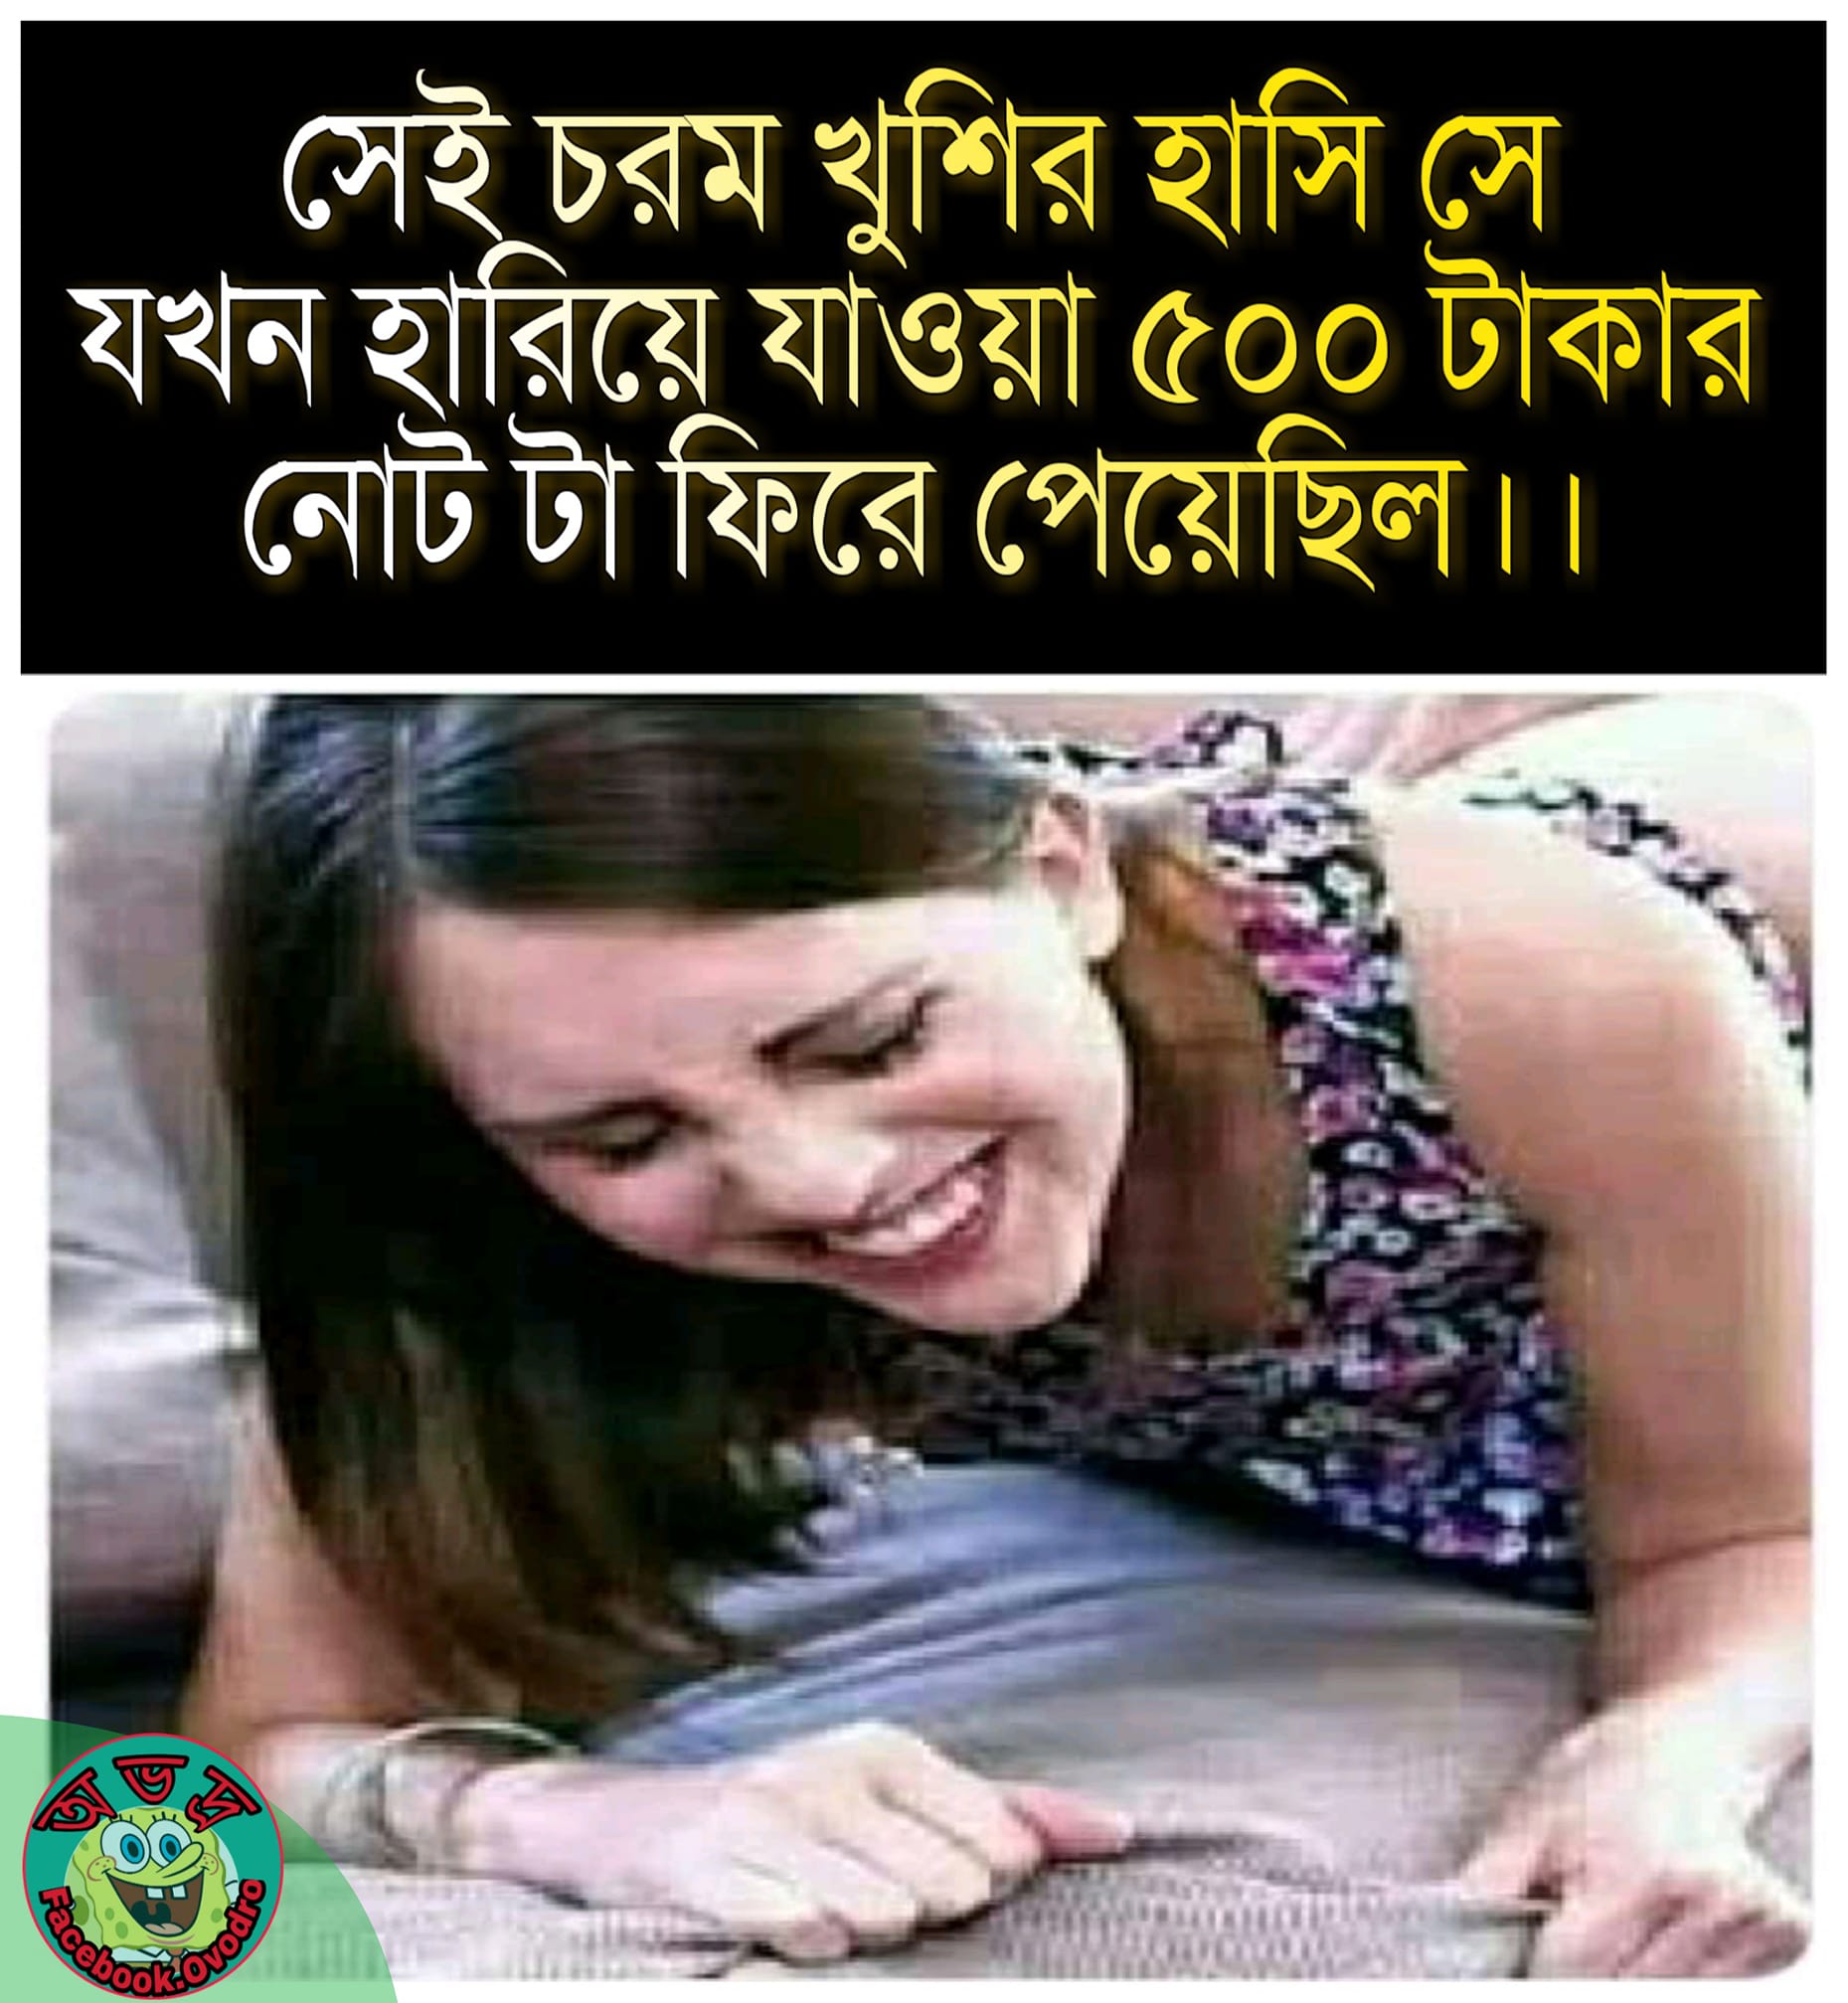 সেই চরম খুশির হাসি সে
যখন হারিয়ে যাওয়া ৫০০ টাকার
নোট টা ফিরে পেয়েছিল।।
অভদ্র
Facebook.Ovodro